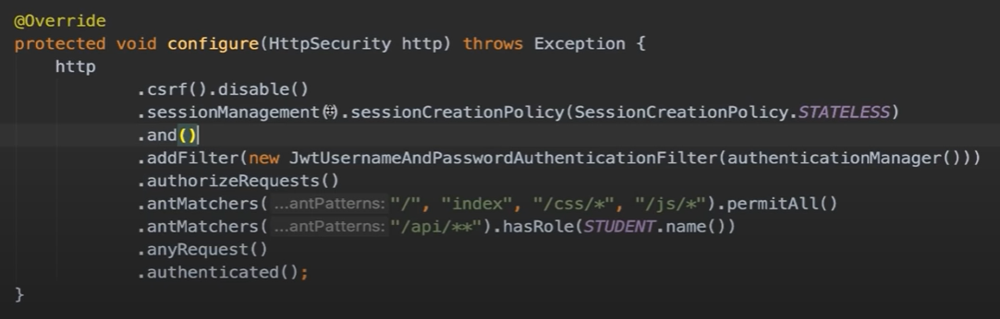 @Override
protected void configure(HttpSecurity http) throws Exception {
    http
            .csrf().disable()
            .sessionManagement().sessionCreationPolicy(SessionCreationPolicy.STATELESS)
            .and()
            .addFilter(new JwtUsernameAndPasswordAuthenticationFilter(authenticationManager()))
            .authorizeRequests()
            .antMatchers( ...antPatterns: "/", "index", "/css/*", "/js/*").permitAll()
            .antMatchers( ...antPatterns: "/api/**").hasRole(STUDENT.name())
            .anyRequest()
            .authenticated();
}